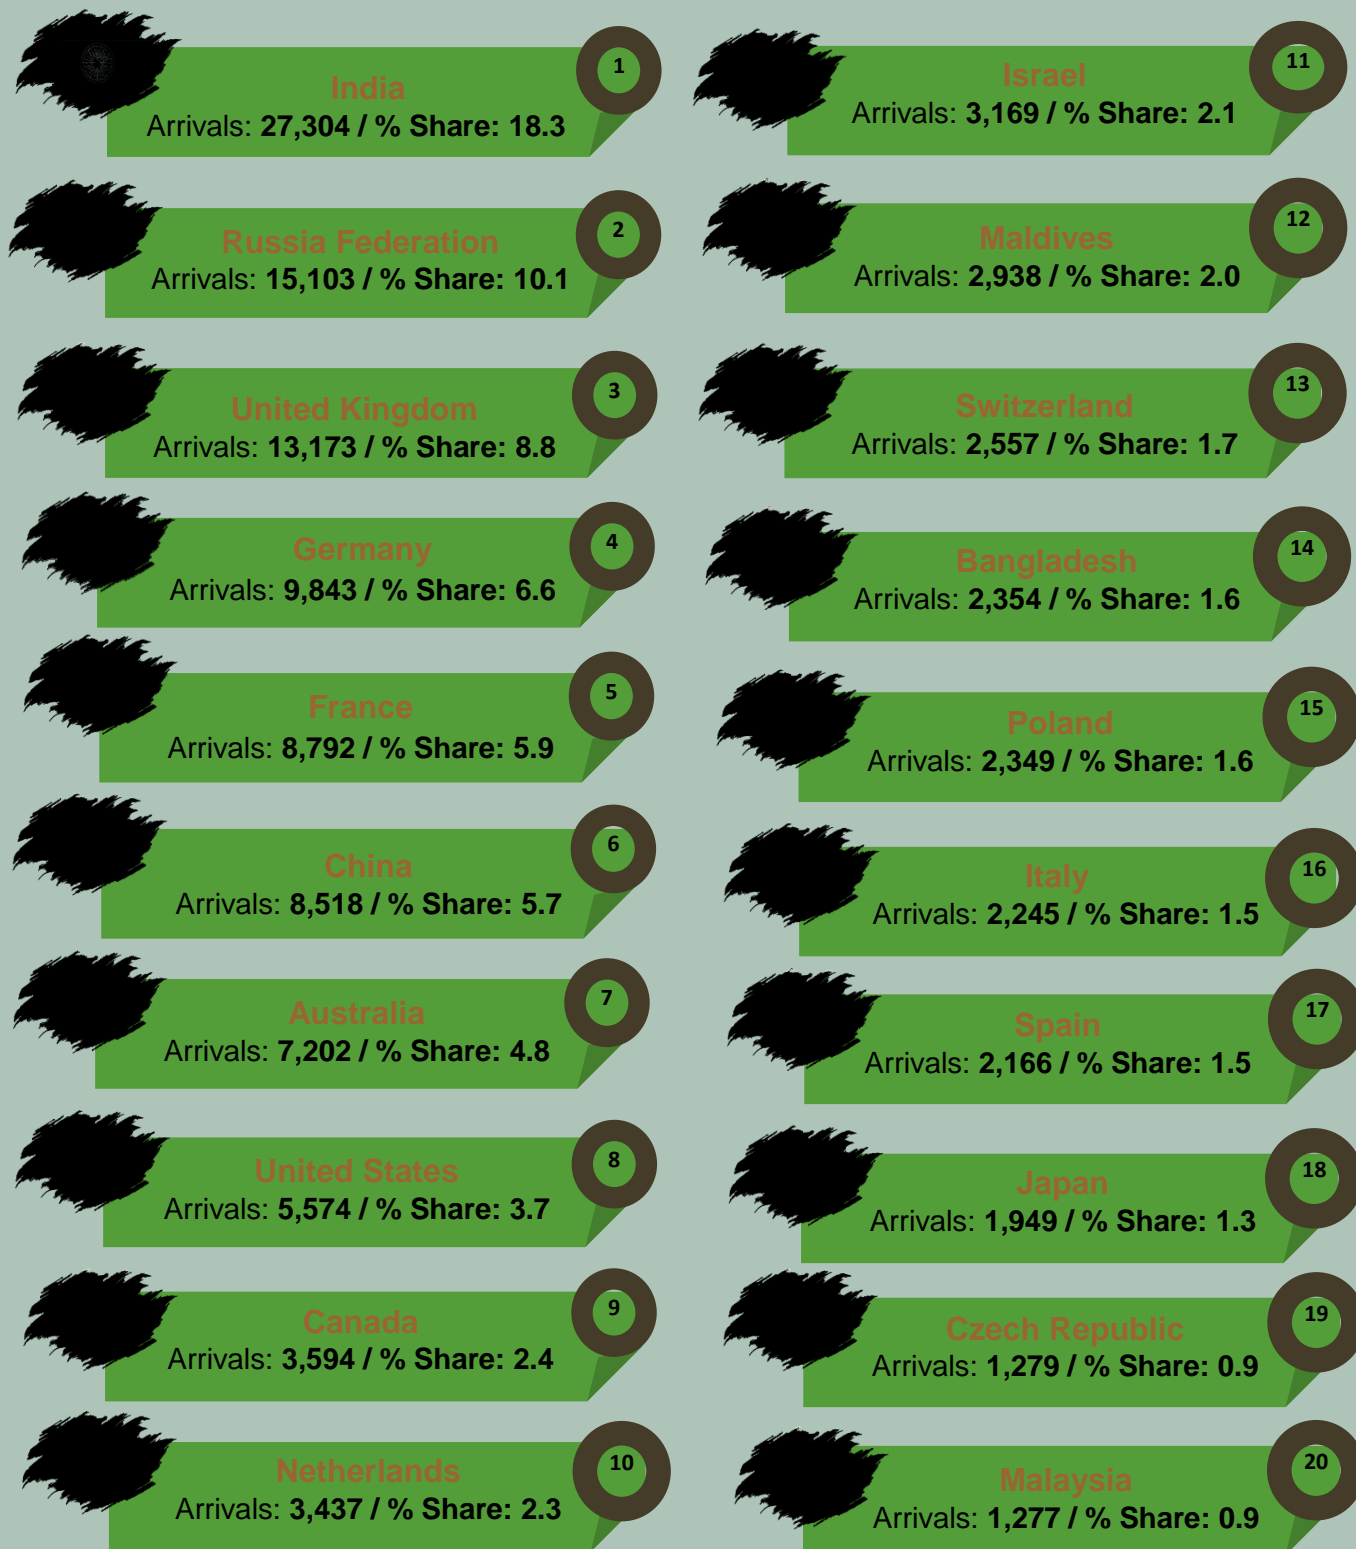 1
India
Arrivals: 27,304 / % Share: 18.3
2
Russia Federation
Arrivals: 15,103 / % Share: 10.1
3
United Kingdom
Arrivals: 13,173 / % Share: 8.8
4
Germany
Arrivals: 9,843 / % Share: 6.6
5
France
Arrivals: 8,792 / % Share: 5.9
6
China
Arrivals: 8,518 / % Share: 5.7
7
Australia
Arrivals: 7,202 / % Share: 4.8
8
United States
Arrivals: 5,574 / % Share: 3.7
9
Canada
Arrivals: 3,594 / % Share: 2.4
10
Netherlands
Arrivals: 3,437 / % Share: 2.3
11
Israel
Arrivals: 3,169 / % Share: 2.1
12
Maldives
Arrivals: 2,938 / % Share: 2.0
13
Switzerland
Arrivals: 2,557 / % Share: 1.7
14
Bangladesh
Arrivals: 2,354 / % Share: 1.6
15
Poland
Arrivals: 2,349 / % Share: 1.6
16
Italy
Arrivals: 2,245 / % Share: 1.5
17
Spain
Arrivals: 2,166 / % Share: 1.5
18
Japan
Arrivals: 1,949 / % Share: 1.3
19
Czech Republic
Arrivals: 1,279 / % Share: 0.9
20
Malaysia
Arrivals: 1,277 / % Share: 0.9